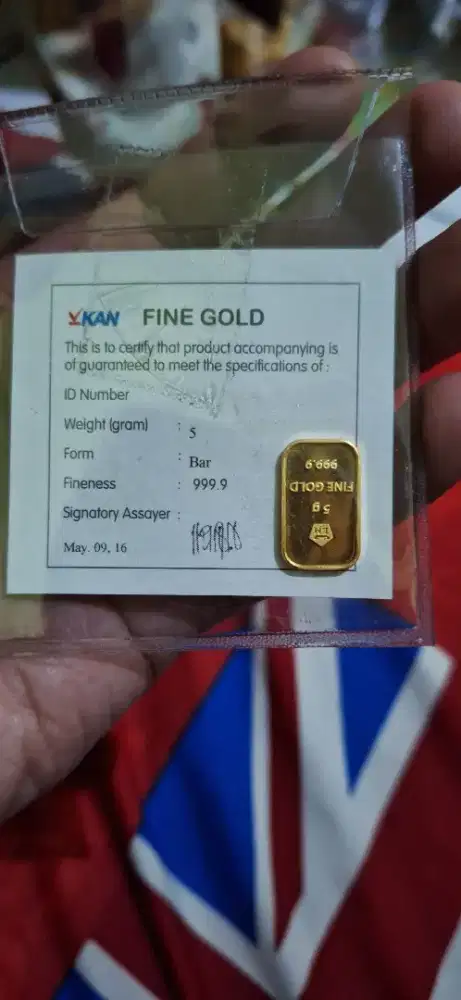 KAN FINE GOLD
This is to certify that product accompanying is
of guaranteed to meet the specifications of :
ID Number
Weight (gram) : 5
Form : Bar
Fineness : 999.9
Signatory Assayer :
May. 09, 16
999.9
FINE GOLD
5 g